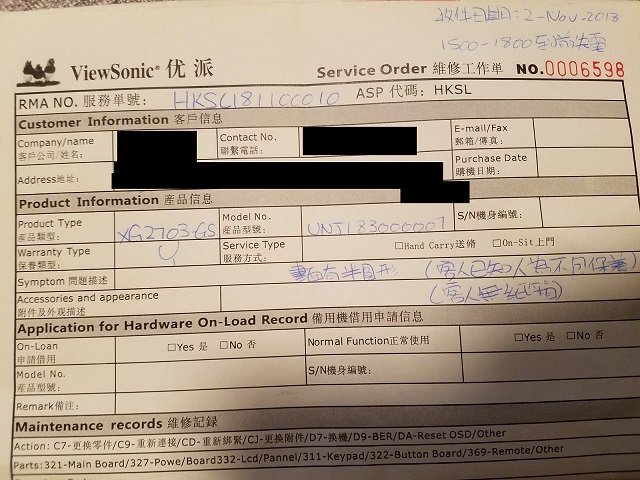 收件日期:2-Nov-2018
1500-1800到前決電
ViewSonic® 优派
Service Order 維修工作單 NO.0006598
RMA NO. 服務單號: HKSC181100010 ASP 代碼: HKSL
Customer Information 客戶信息
Company/name
客戶公司/姓名:
Contact No.
聯繫電話:
E-mail/Fax
郵箱/傳真:
Address地址:
Purchase Date
購機日期:
Product Information 產品信息
Product Type
產品類型: XG2703-GS
Model No.
產品型號: UNJ183000007
S/N機身編號:
Warranty Type
保養類型:
Service Type
服務方式:
□Hand Carry送修 □On-Sit上門
Symptom 問題描述 畫面有半月形 (客人已知人為不同保養)
Accessories and appearance
附件及外观描述 (客人無紙箱)
Application for Hardware On-Load Record 備用機借用申請信息
On-Loan
申請借用 □Yes 是 □No 否
Normal Function正常使用 □Yes 是 □No 否
Model No.
產品型號:
S/N機身編號:
Remark備注:
Maintenance records 維修記録
Action: C7-更換零件/C9-重新連接/CD-重新綁緊/CJ-更換附件/D7-換機/D9-BER/DA-Reset OSD/Other
Parts:321-Main Board/327-Powe/Board332-Lcd/Pannel/311-Keypad/322-Button Board/369-Remote/Other